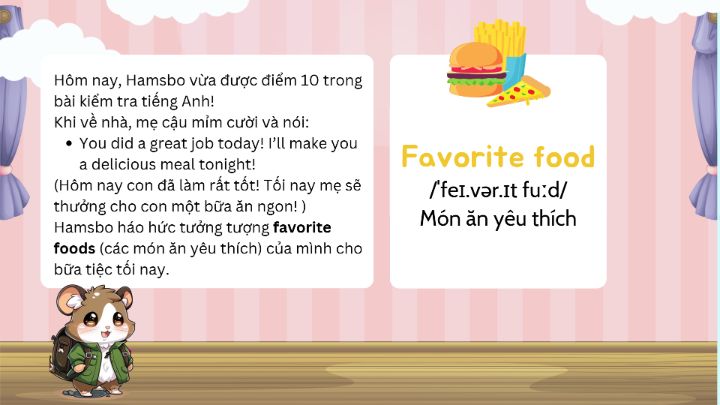 Hôm nay, Hamsbo vừa được điểm 10 trong
bài kiểm tra tiếng Anh!
Khi về nhà, mẹ cậu mỉm cười và nói:
• You did a great job today! I'll make you
a delicious meal tonight!
(Hôm nay con đã làm rất tốt! Tối nay mẹ sẽ
thưởng cho con một bữa ăn ngon! )
Hamsbo háo hức tưởng tượng favorite
foods (các món ăn yêu thích) của mình cho
bữa tiệc tối nay.
Favorite food
/ˈfeɪ.vər.ɪt fuːd/
Món ăn yêu thích